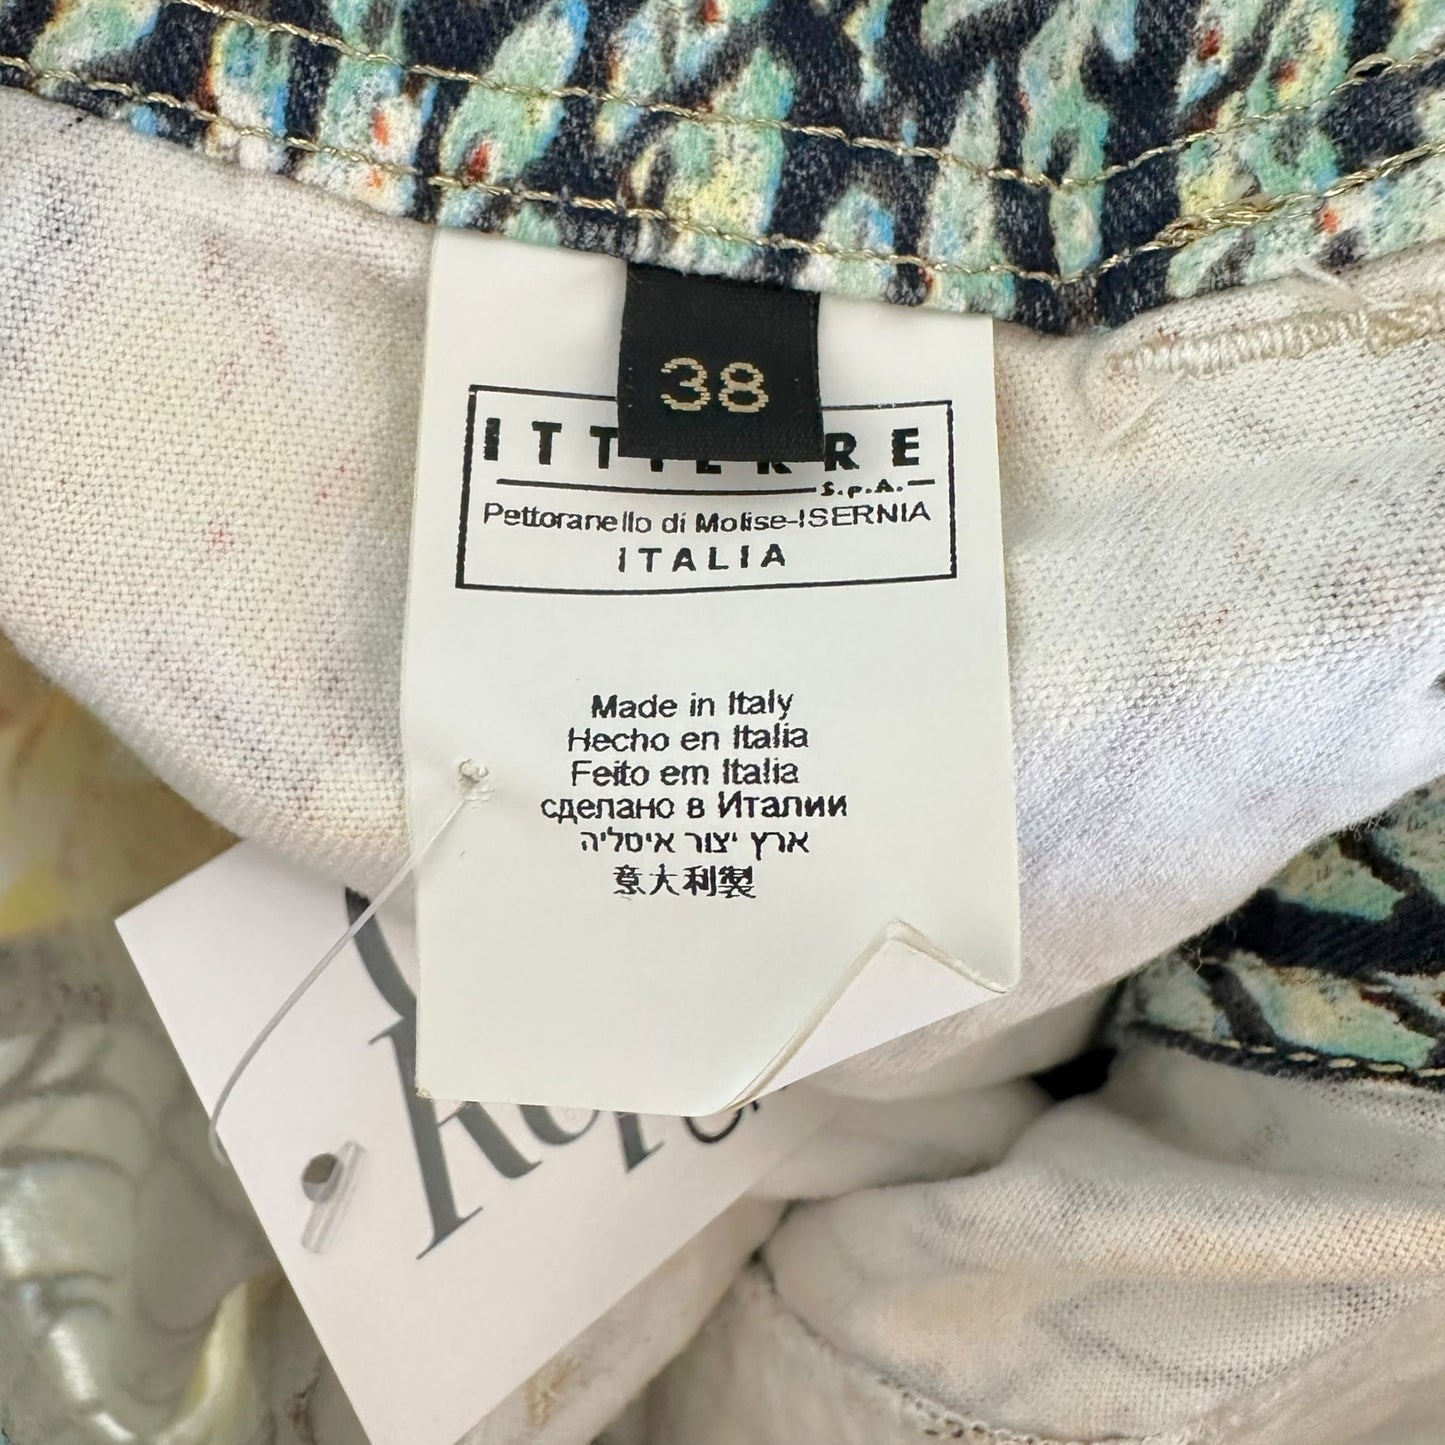 38
ITTIERRE
S.p.A.
Pettoranello di Molise-ISERNIA
ITALIA
Made in Italy
Hecho en Italia
Feito em Italia
сделано в Италии
ארץ יצור איטליה
意大利製